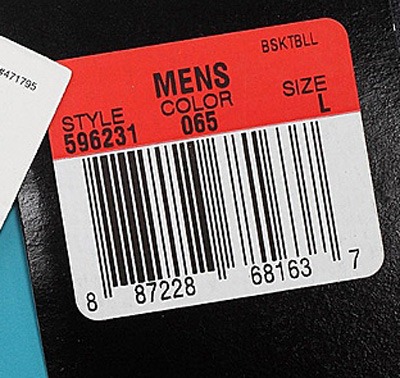 #471795
BSKTBLL
MENS
STYLE COLOR SIZE
596231 065 L
8 87228 68163 7